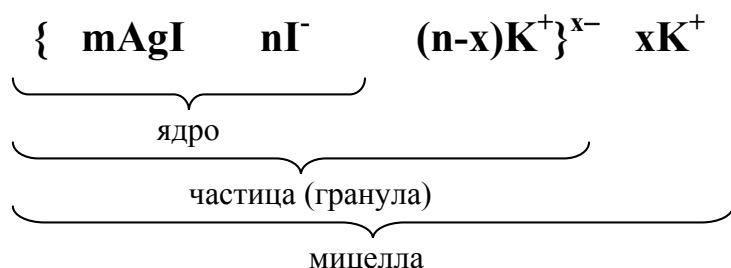 { mAgI nI⁻ (n-x)K⁺}ˣ⁻ xK⁺
ядро
частица (гранула)
мицелла